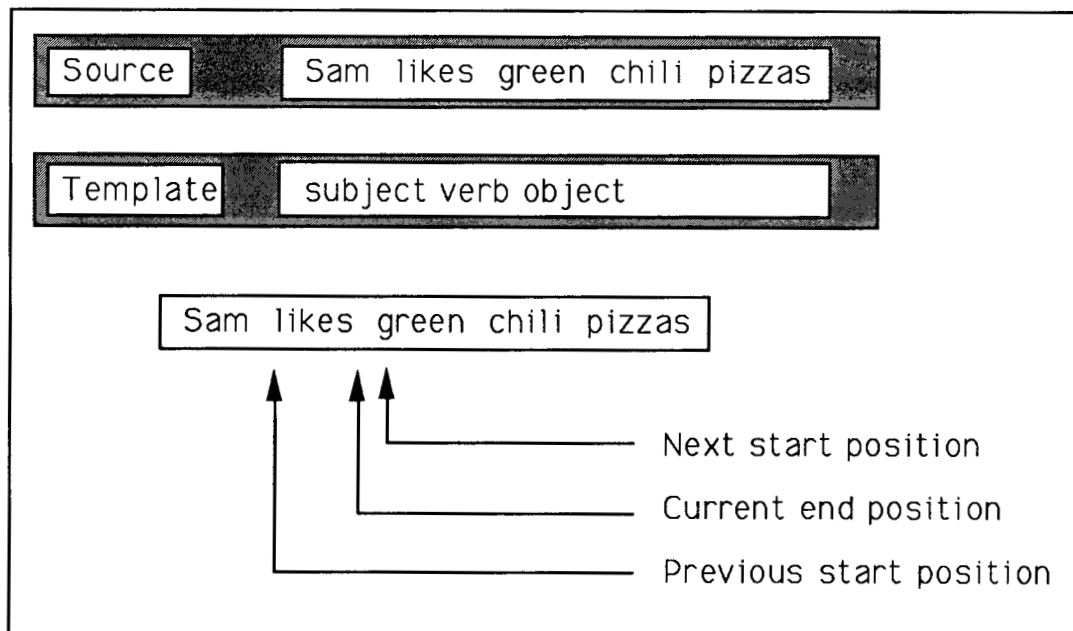 Source Sam likes green chili pizzas
Template subject verb object
Sam likes green chili pizzas
Next start position
Current end position
Previous start position